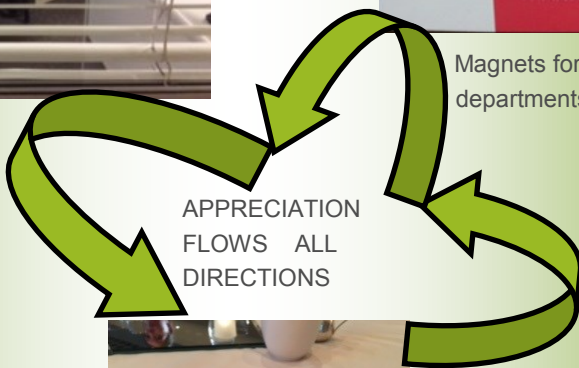 Magnets for
departments
APPRECIATION
FLOWS ALL
DIRECTIONS